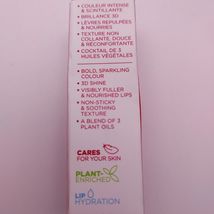 • COULEUR INTENSE
& SCINTILLANTE
• BRILLANCE 3D
• LÈVRES REPULPÉES
& NOURRIES
• TEXTURE NON
COLLANTE, DOUCE &
RÉCONFORTANTE
• COCKTAIL DE 3
HUILES VÉGÉTALES
• BOLD, SPARKLING
COLOUR
• 3D SHINE
• VISIBLY FULLER
& NOURISHED LIPS
• NON-STICKY
& SOOTHING
TEXTURE
• A BLEND OF 3
PLANT OILS
CARES
FOR YOUR SKIN
PLANT-
ENRICHED
LIP
HYDRATION